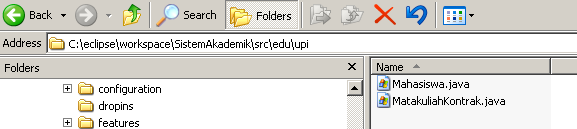 Back Search Folders
Address C:\eclipse\workspace\SistemAkademik\src\edu\upi
Folders Name
configuration Mahasiswa.java
dropins MatakuliahKontrak.java
features